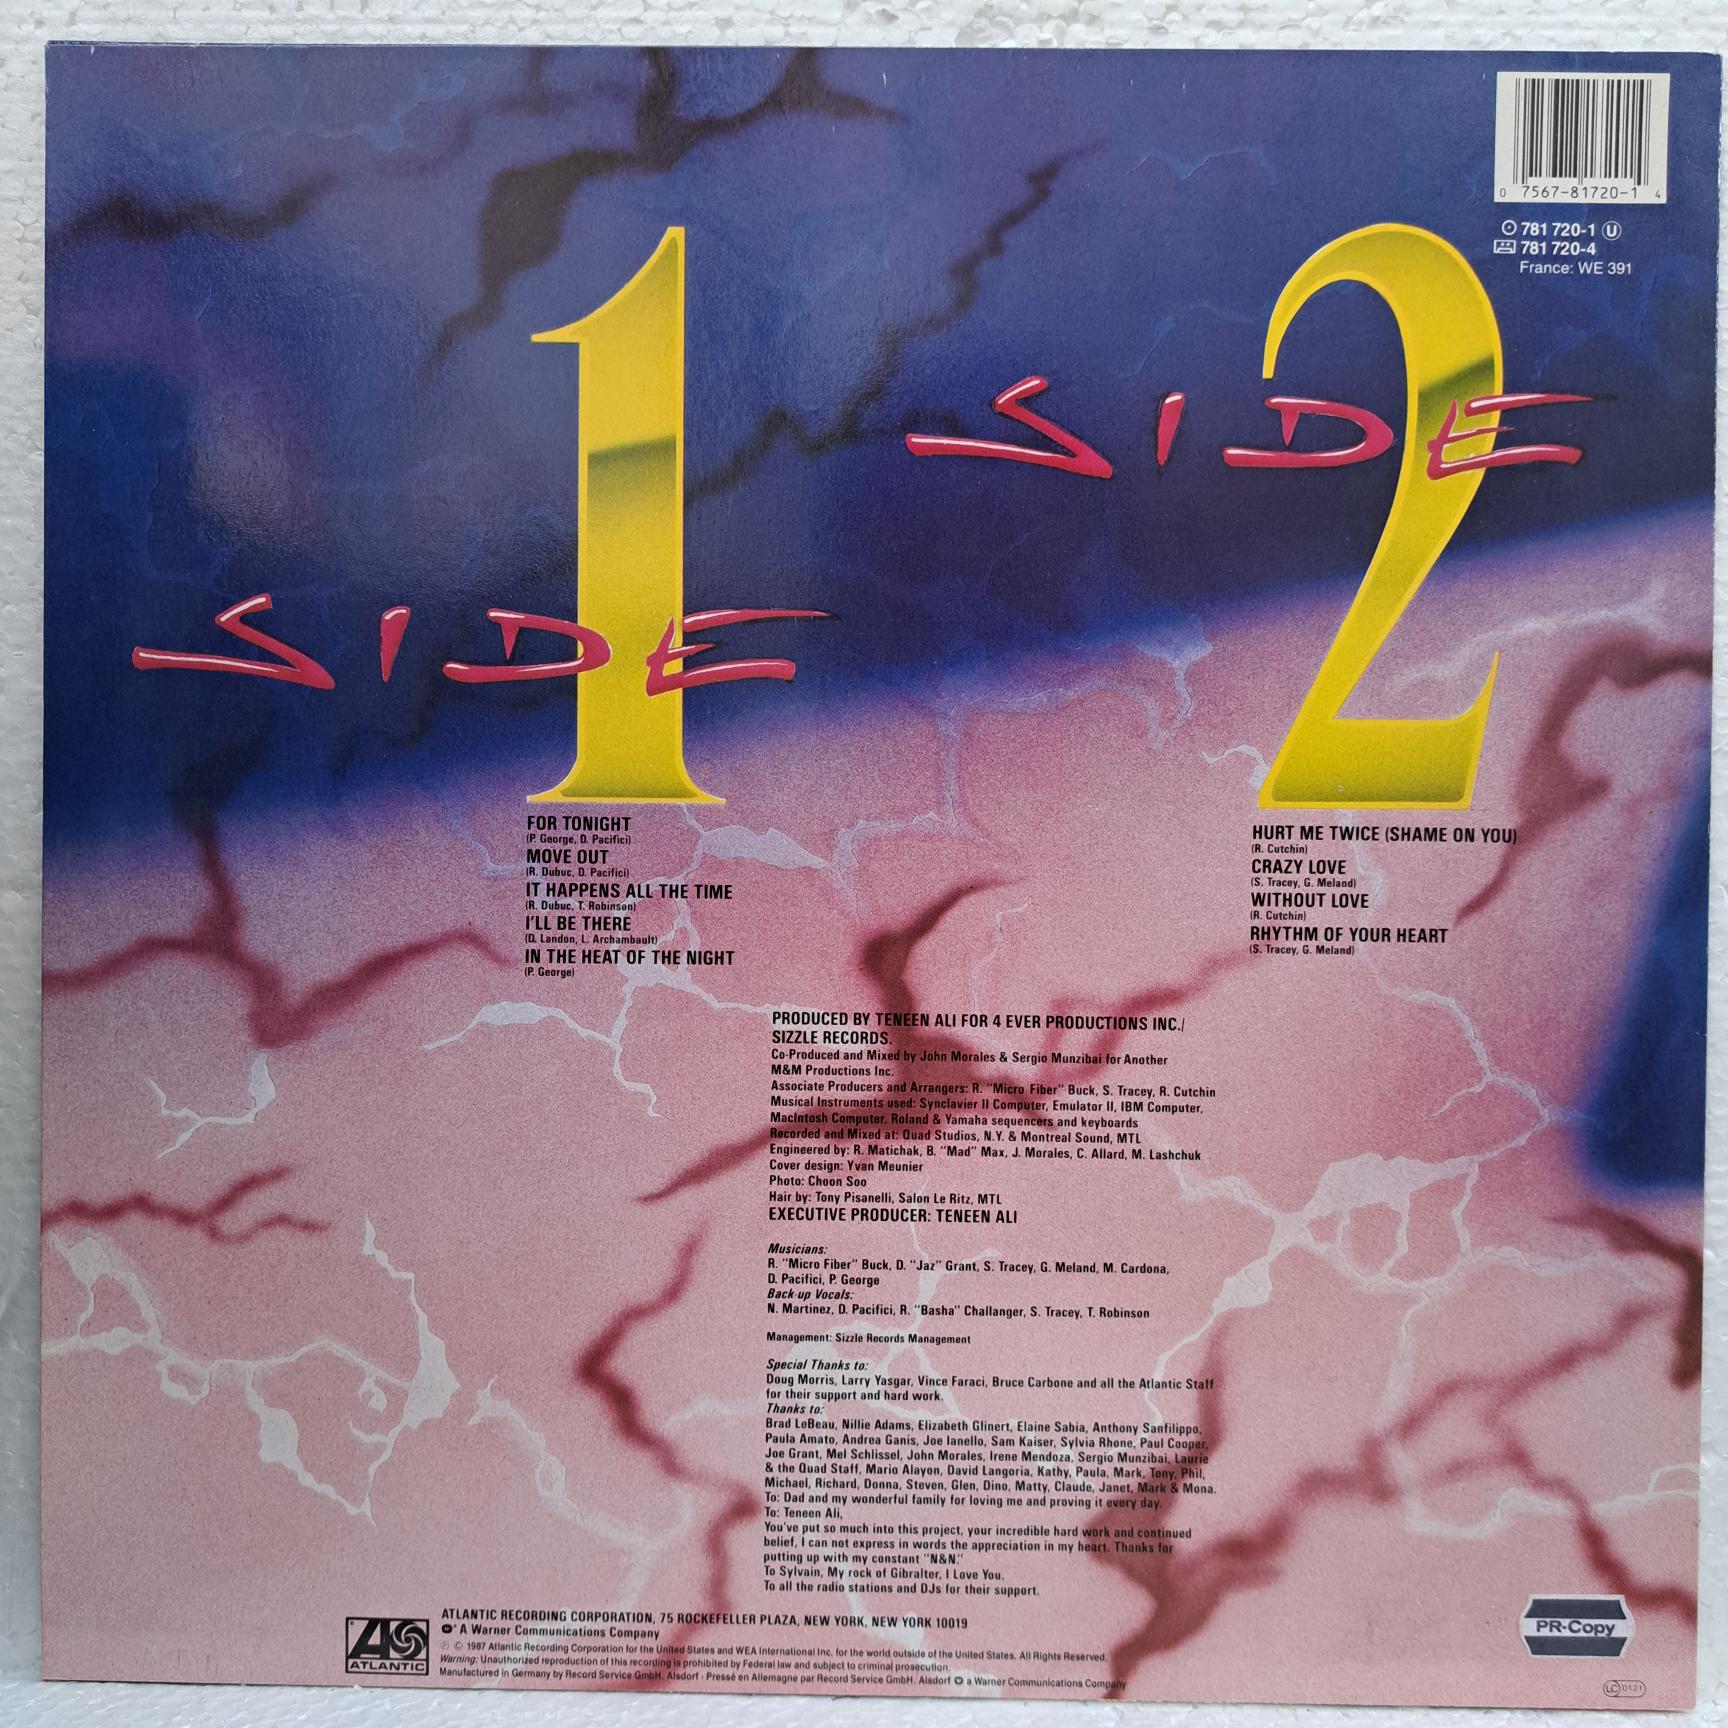 0 7567-81720-1 4
781 720-1 U
781 720-4
France: WE 391
SIDE 1
FOR TONIGHT
(P. George, D. Pacifici)
MOVE OUT
(R. Dubuc, D. Pacifici)
IT HAPPENS ALL THE TIME
(R. Dubuc, T. Robinson)
I'LL BE THERE
(D. Landon, L. Archambault)
IN THE HEAT OF THE NIGHT
(P. George)
SIDE 2
HURT ME TWICE (SHAME ON YOU)
(R. Cutchin)
CRAZY LOVE
(S. Tracey, G. Meland)
WITHOUT LOVE
(R. Cutchin)
RHYTHM OF YOUR HEART
(S. Tracey, G. Meland)
PRODUCED BY TENEEN ALI FOR 4 EVER PRODUCTIONS INC./
SIZZLE RECORDS.
Co-Produced and Mixed by John Morales & Sergio Munzibai for Another
M&M Productions Inc.
Associate Producers and Arrangers: R. "Micro Fiber" Buck, S. Tracey, R. Cutchin
Musical Instruments used: Synclavier II Computer, Emulator II, IBM Computer,
MacIntosh Computer, Roland & Yamaha sequencers and keyboards
Recorded and Mixed at: Quad Studios, N.Y. & Montreal Sound, MTL
Engineered by: R. Matichak, B. "Mad" Max, J. Morales, C. Allard, M. Lashchuk
Cover design: Yvan Meunier
Photo: Choon Soo
Hair by: Tony Pisanelli, Salon Le Ritz, MTL
EXECUTIVE PRODUCER: TENEEN ALI
Musicians:
R. "Micro Fiber" Buck, D. "Jaz" Grant, S. Tracey, G. Meland, M. Cardona,
D. Pacifici, P. George
Back-up Vocals:
N. Martinez, D. Pacifici, R. "Basha" Challanger, S. Tracey, T. Robinson
Management: Sizzle Records Management
Special Thanks to:
Doug Morris, Larry Yasgar, Vince Faraci, Bruce Carbone and all the Atlantic Staff
for their support and hard work.
Thanks to:
Brad LeBeau, Nillie Adams, Elizabeth Glinert, Elaine Sabia, Anthony Sanfilippo,
Paula Amato, Andrea Ganis, Joe Ianello, Sam Kaiser, Sylvia Rhone, Paul Cooper,
Joe Grant, Mel Schlissel, John Morales, Irene Mendoza, Sergio Munzibai, Laurie
& the Quad Staff, Mario Alayon, David Langoria, Kathy, Paula, Mark, Tony, Phil,
Michael, Richard, Donna, Steven, Glen, Dino, Matty, Claude, Janet, Mark & Mona.
To: Dad and my wonderful family for loving me and proving it every day.
To: Teneen Ali,
You've put so much into this project, your incredible hard work and continued
belief, I can not express in words the appreciation in my heart. Thanks for
putting up with my constant "N&N."
To Sylvain, My rock of Gibralter, I Love You.
To all the radio stations and DJs for their support.
ATLANTIC
ATLANTIC RECORDING CORPORATION, 75 ROCKEFELLER PLAZA, NEW YORK, NEW YORK 10019
A Warner Communications Company
℗ © 1987 Atlantic Recording Corporation for the United States and WEA International Inc. for the world outside of the United States. All Rights Reserved.
Warning: Unauthorized reproduction of this recording is prohibited by Federal law and subject to criminal prosecution.
Manufactured in Germany by Record Service GmbH, Alsdorf · Pressé en Allemagne par Record Service GmbH, Alsdorf a Warner Communications Company
PR-Copy
LC 0121